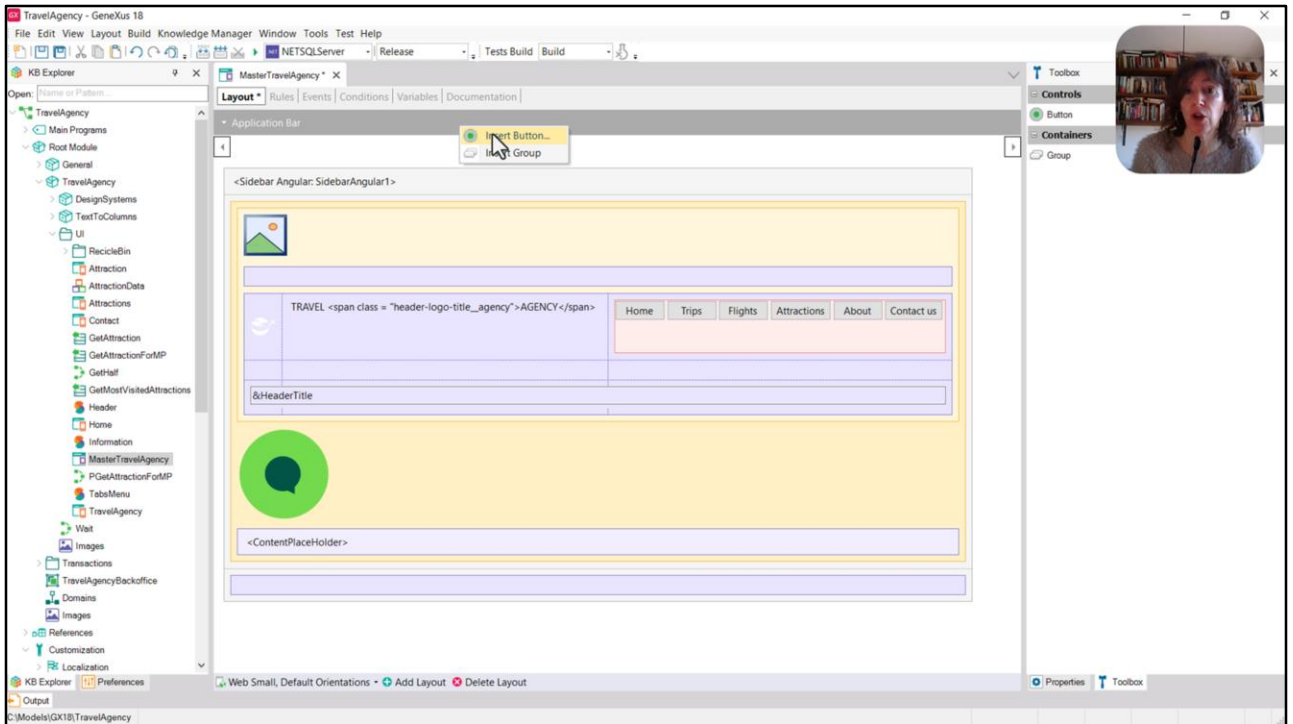 TravelAgency - GeneXus 18
File Edit View Layout Build Knowledge Manager Window Tools Test Help
NETSQLServer Release Tests Build Build
KB Explorer
Open: Name or Pattern...
TravelAgency
Main Programs
Root Module
General
TravelAgency
DesignSystems
TextToColumns
UI
RecicleBin
Attraction
AttractionData
Attractions
Contact
GetAttraction
GetAttractionForMP
GetHalf
GetMostVisitedAttractions
Header
Home
Information
MasterTravelAgency
PGetAttractionForMP
TabsMenu
TravelAgency
Wait
Images
Transactions
TravelAgencyBackoffice
Domains
Images
References
Customization
Localization
KB Explorer Preferences
MasterTravelAgency *
Layout * Rules Events Conditions Variables Documentation
Application Bar
Insert Button...
Insert Group
<Sidebar Angular: SidebarAngular1>
TRAVEL <span class = "header-logo-title_agency">AGENCY</span>
Home Trips Flights Attractions About Contact us
&HeaderTitle
<ContentPlaceHolder>
Web Small, Default Orientations Add Layout Delete Layout
Toolbox
Controls
Button
Containers
Group
Properties Toolbox
Output
C:\Models\GX18\TravelAgency